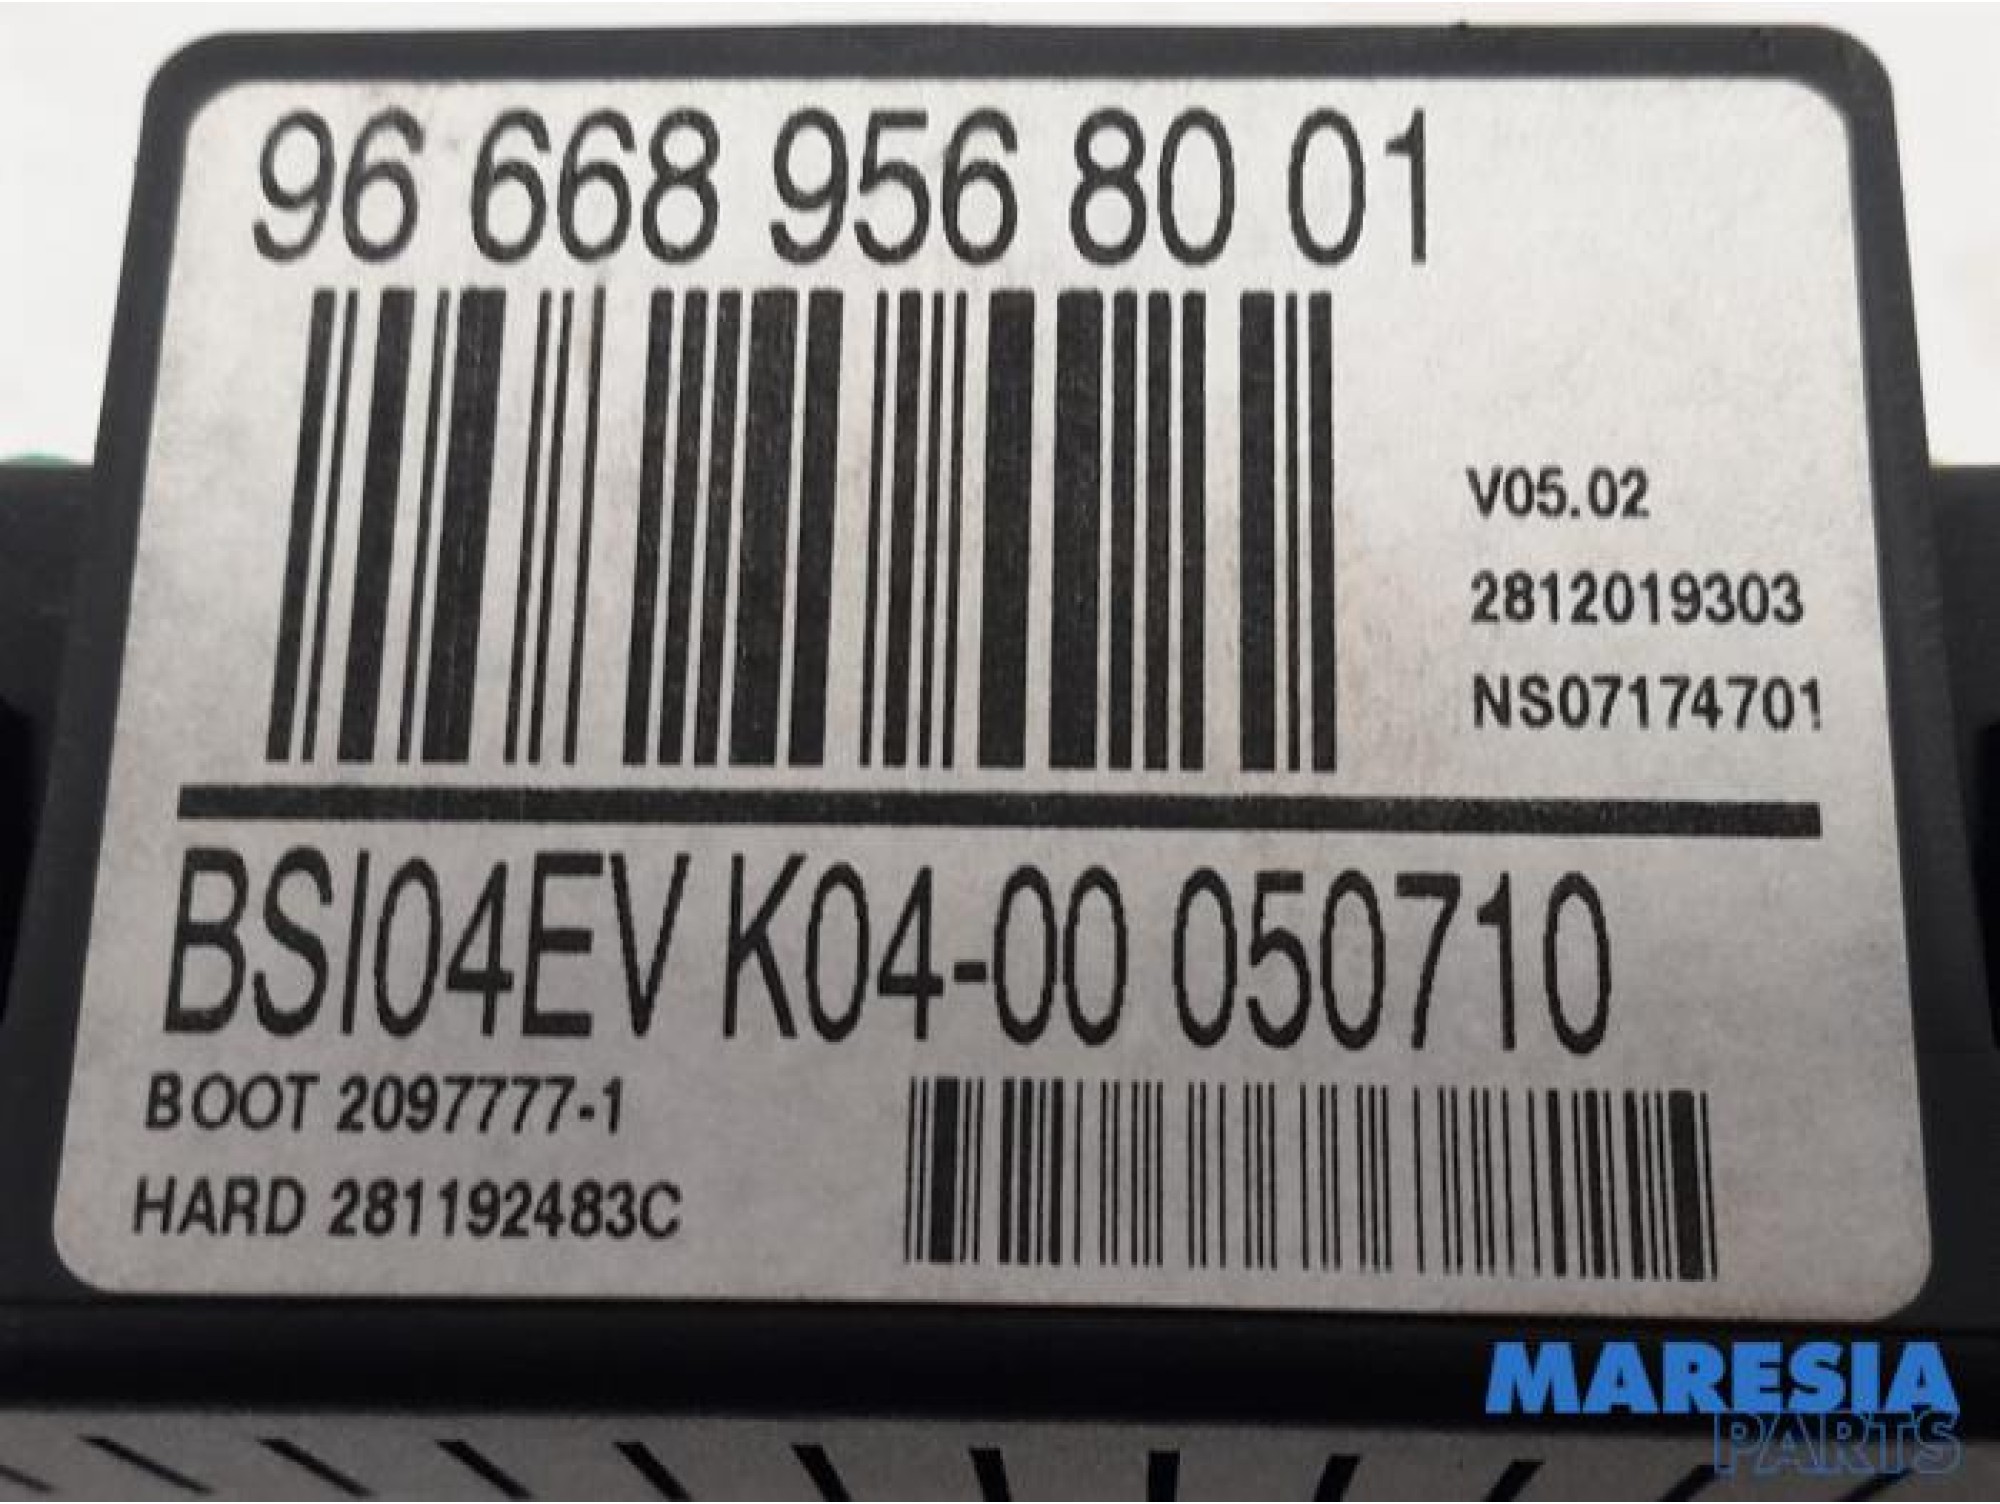 96 668 956 80 01
V05.02
2812019303
NS07174701
BSI04EV K04-00 050710
BOOT 2097777-1
HARD 281192483C
MARESIA
PARTS